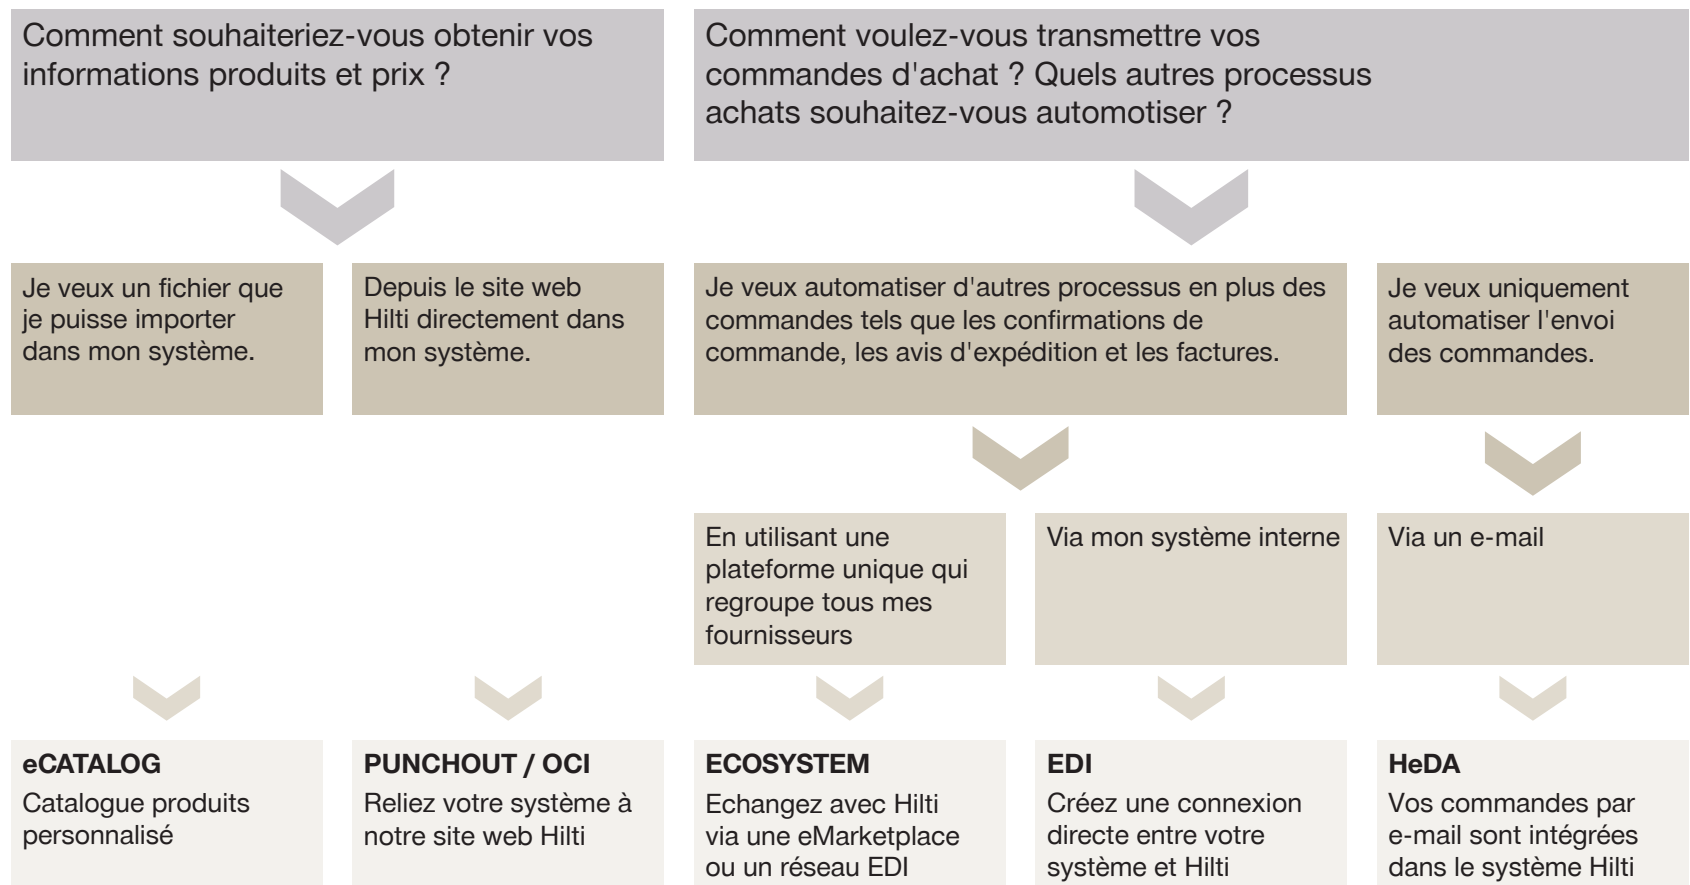 Comment souhaiteriez-vous obtenir vos
informations produits et prix ?
Comment voulez-vous transmettre vos
commandes d'achat ? Quels autres processus
achats souhaitez-vous automotiser ?
Je veux un fichier que
je puisse importer
dans mon système.
Depuis le site web
Hilti directement dans
mon système.
Je veux automatiser d'autres processus en plus des
commandes tels que les confirmations de
commande, les avis d'expédition et les factures.
Je veux uniquement
automatiser l'envoi
des commandes.
En utilisant une
plateforme unique qui
regroupe tous mes
fournisseurs
Via mon système interne
Via un e-mail
eCATALOG
Catalogue produits
personnalisé
PUNCHOUT / OCI
Reliez votre système à
notre site web Hilti
ECOSYSTEM
Echangez avec Hilti
via une eMarketplace
ou un réseau EDI
EDI
Créez une connexion
directe entre votre
système et Hilti
HeDA
Vos commandes par
e-mail sont intégrées
dans le système Hilti